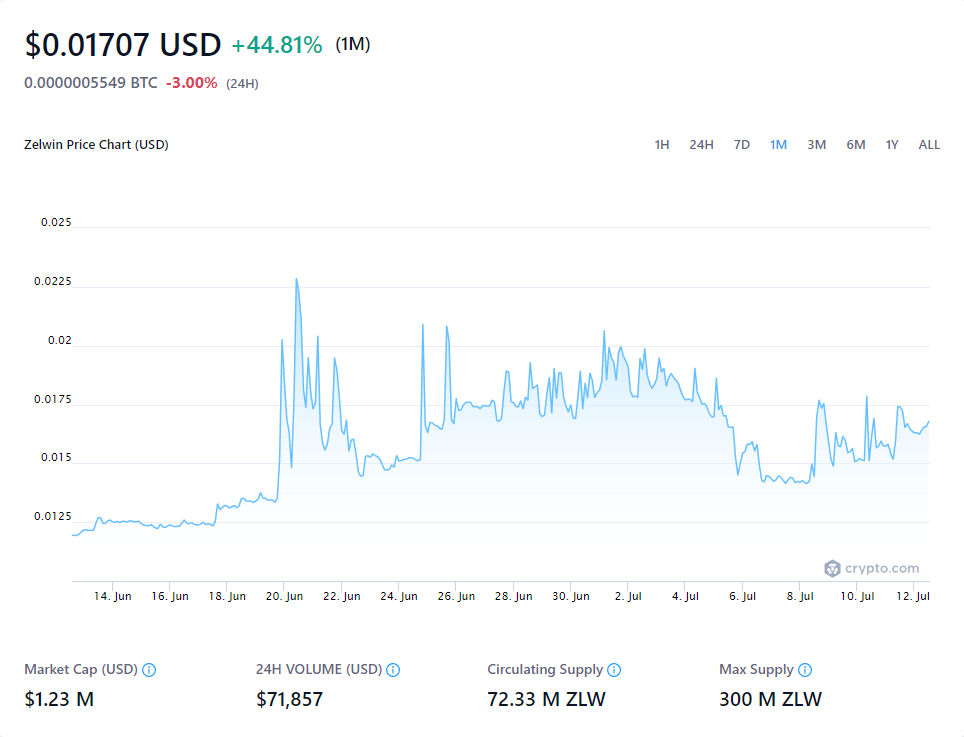 $0.01707 USD +44.81% (1M)
0.0000005549 BTC -3.00% (24H)
Zelwin Price Chart (USD)
1H 24H 7D 1M 3M 6M 1Y ALL
0.025
0.0225
0.02
0.0175
0.015
0.0125
crypto.com
14. Jun 16. Jun 18. Jun 20. Jun 22. Jun 24. Jun 26. Jun 28. Jun 30. Jun 2. Jul 4. Jul 6. Jul 8. Jul 10. Jul 12. Jul
Market Cap (USD) 24H VOLUME (USD) Circulating Supply Max Supply
$1.23 M $71,857 72.33 M ZLW 300 M ZLW